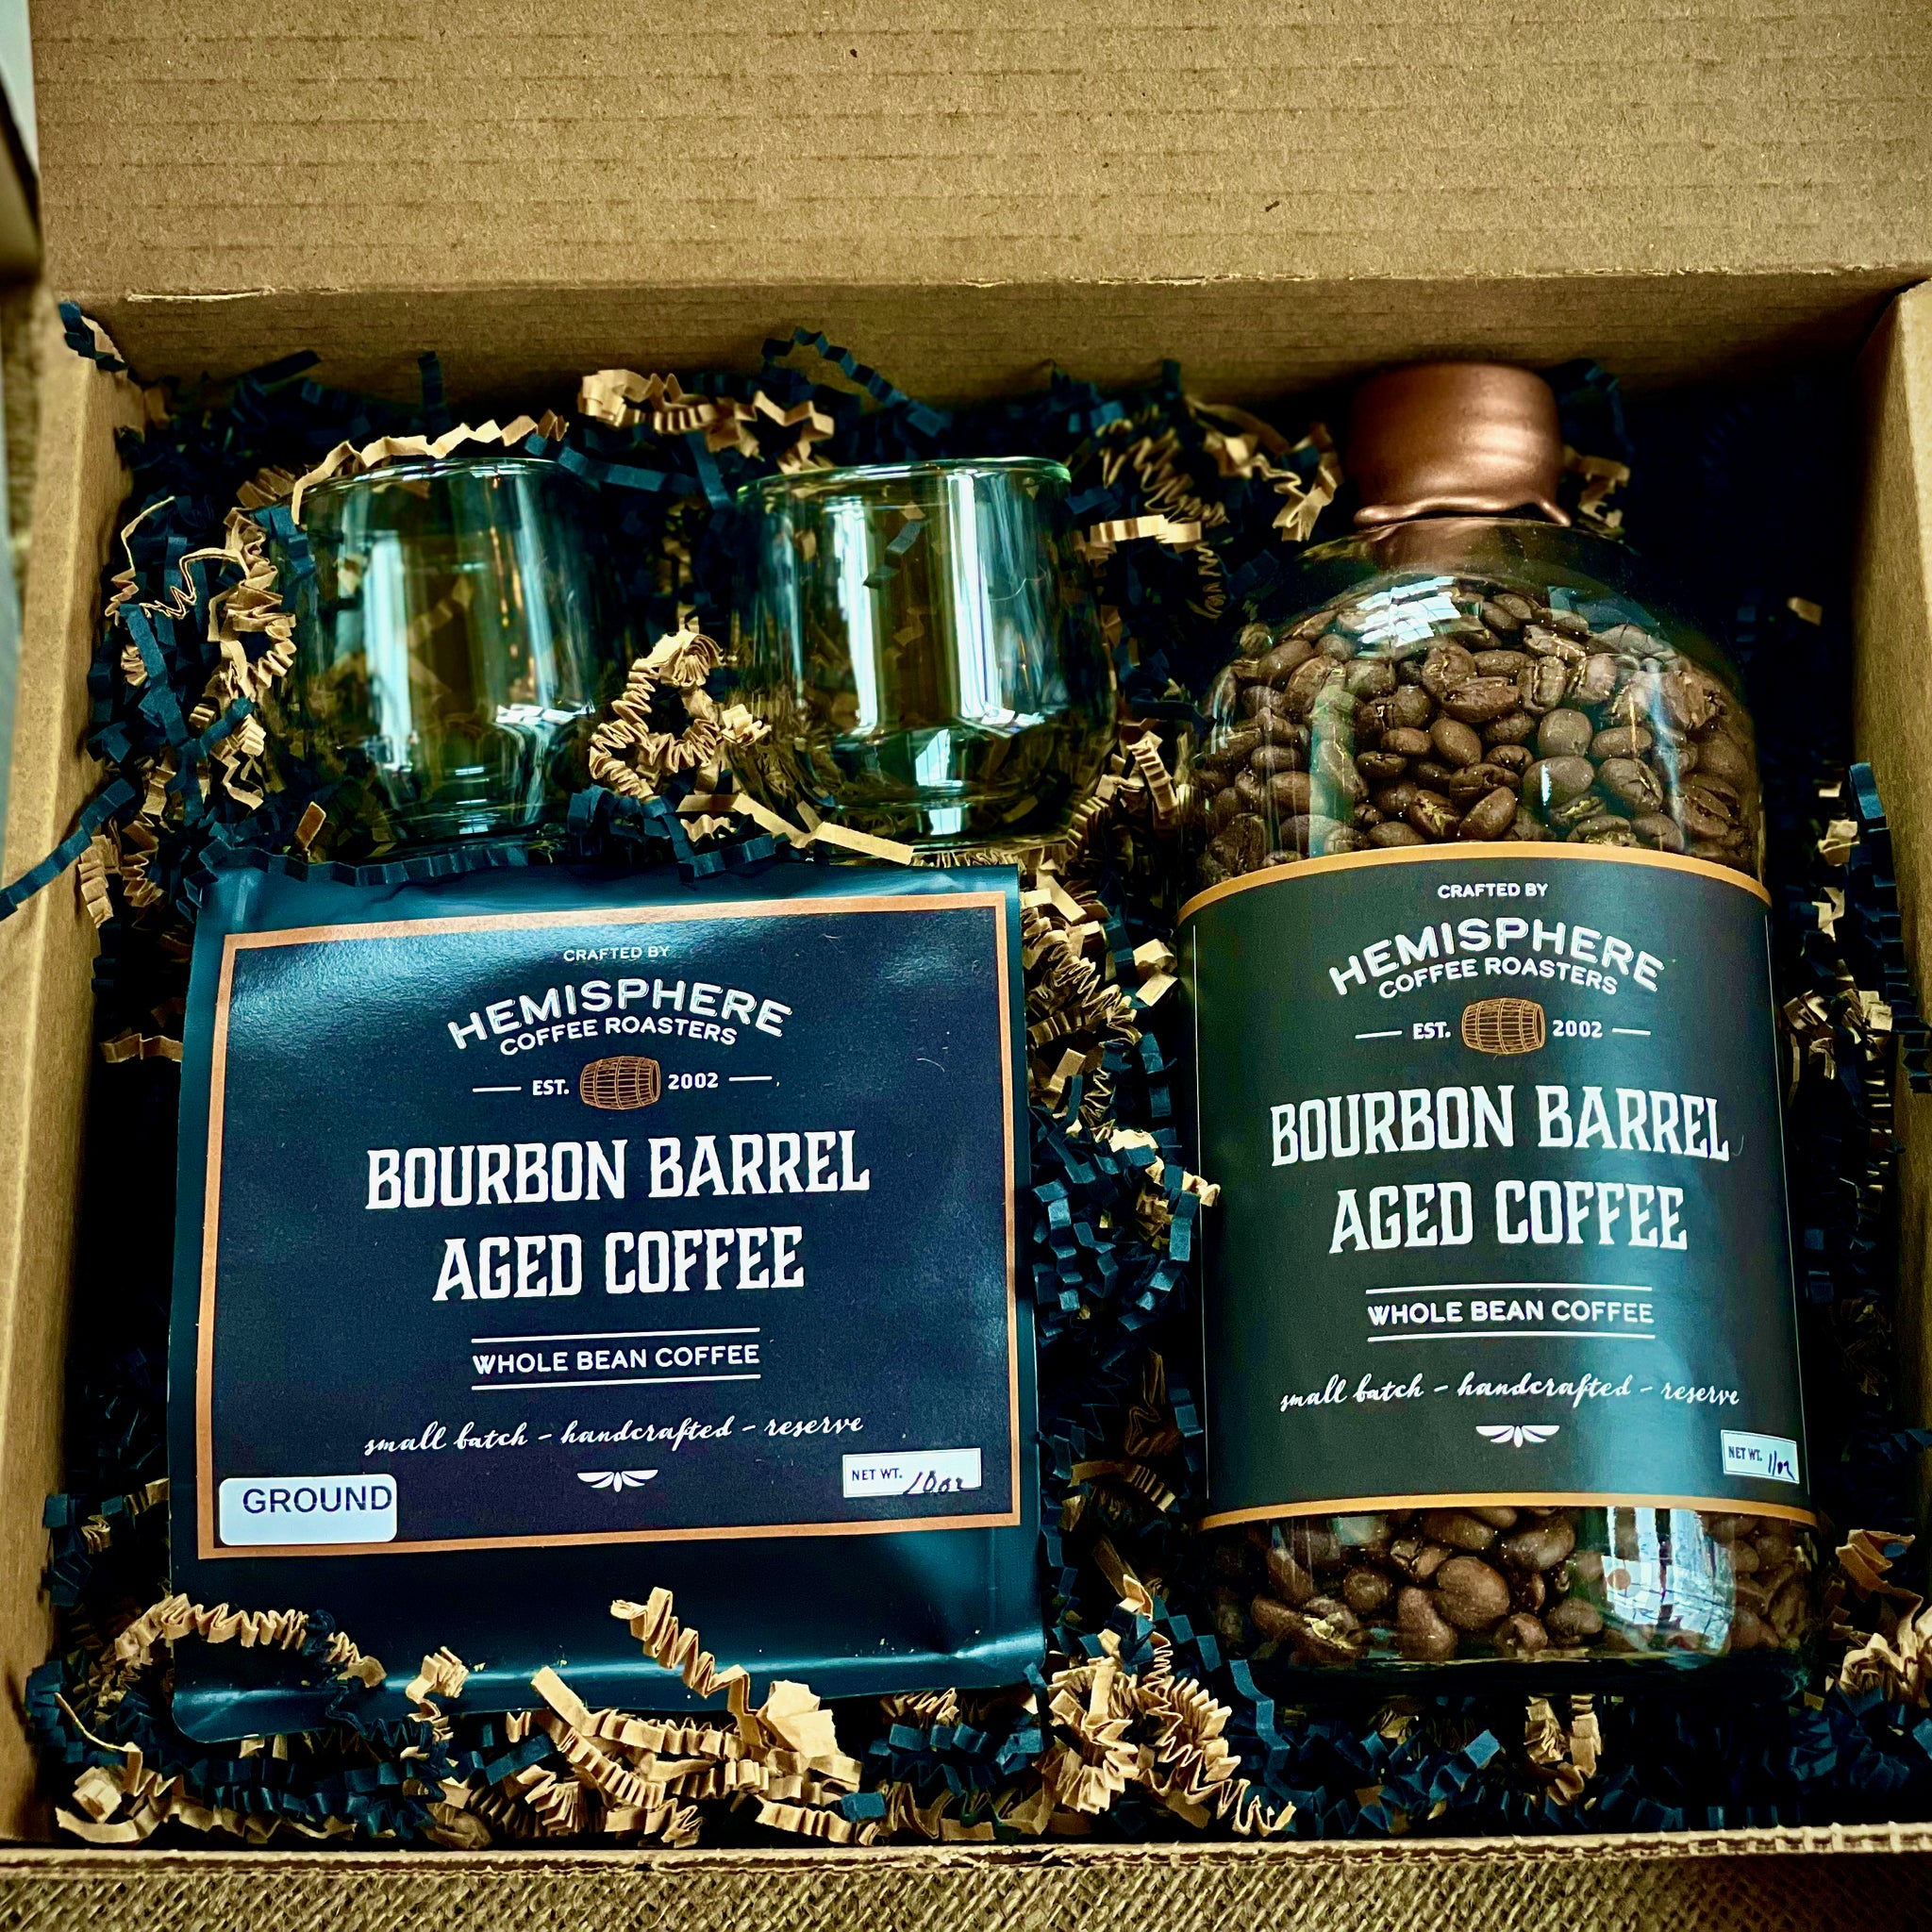 CRAFTED BY
HEMISPHERE
COFFEE ROASTERS
EST. 2002
BOURBON BARREL
AGED COFFEE
WHOLE BEAN COFFEE
small batch - handcrafted - reserve
NET WT. 10oz
GROUND
CRAFTED BY
HEMISPHERE
COFFEE ROASTERS
EST. 2002
BOURBON BARREL
AGED COFFEE
WHOLE BEAN COFFEE
small batch - handcrafted - reserve
NET WT. 11oz